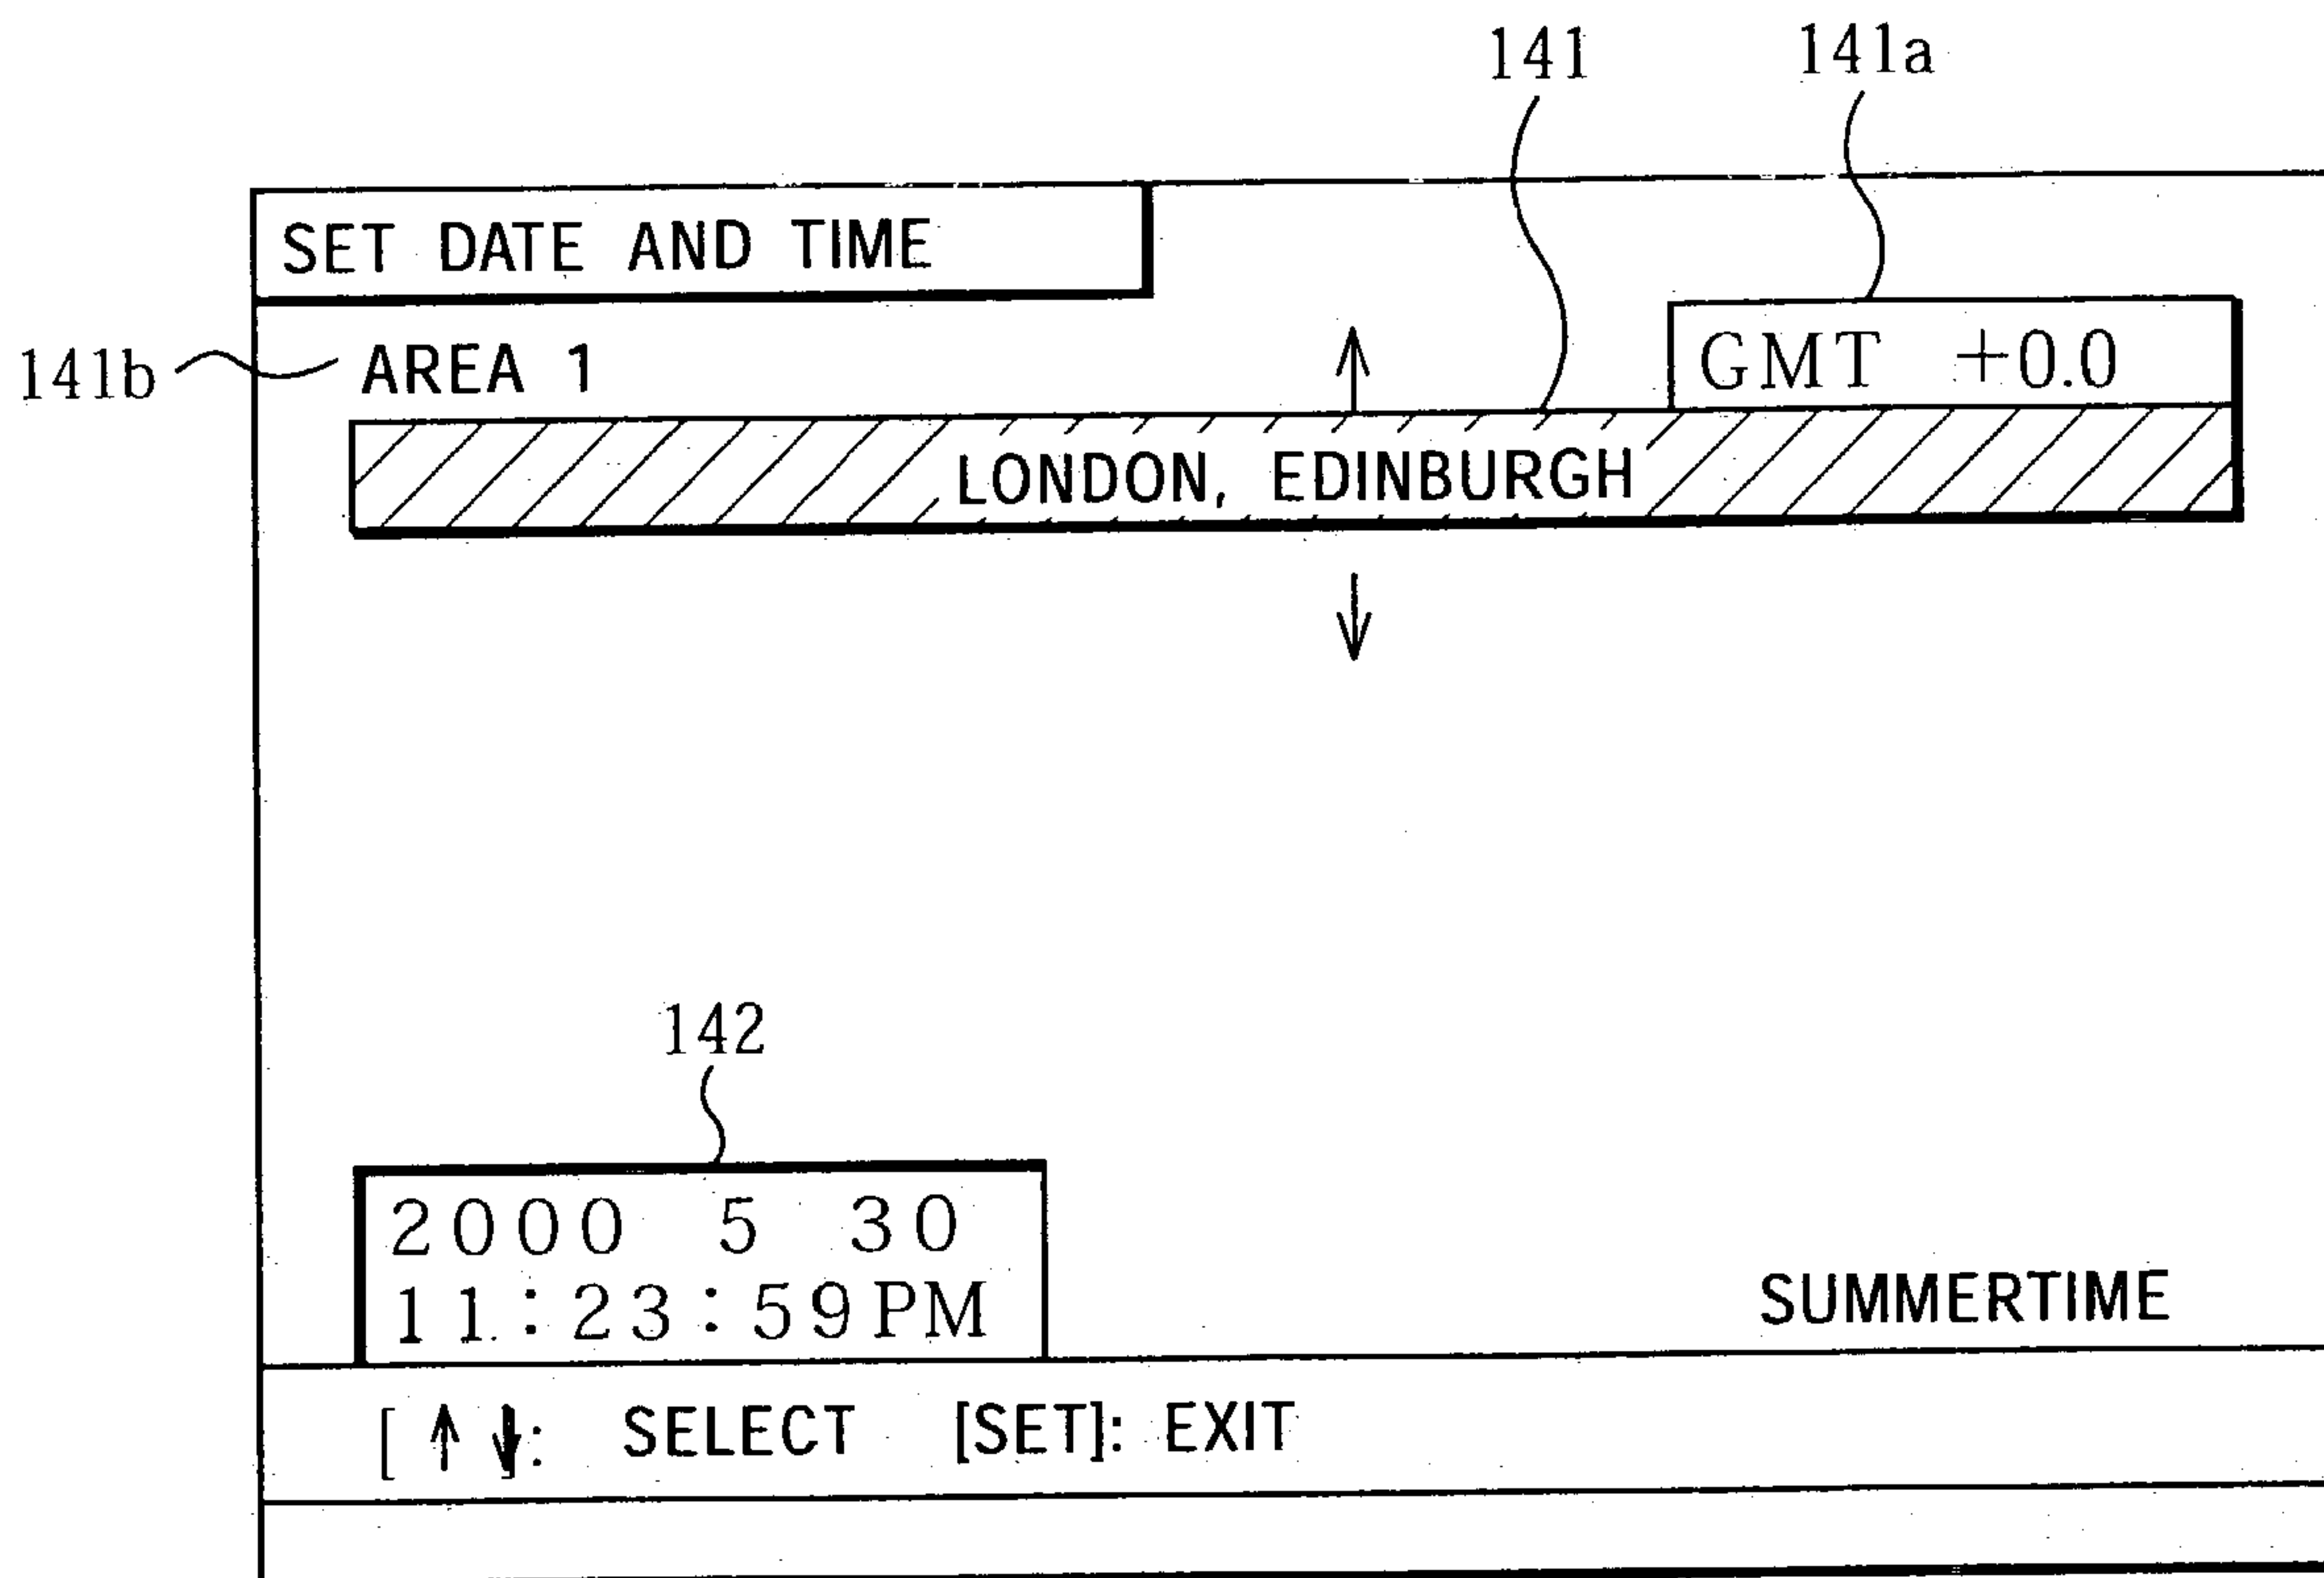 141 141a
SET DATE AND TIME
141b AREA 1 ↑ GMT +0.0
LONDON, EDINBURGH
↓
142
2000 5 30
11:23:59PM
SUMMERTIME
[↑↓]: SELECT [SET]: EXIT